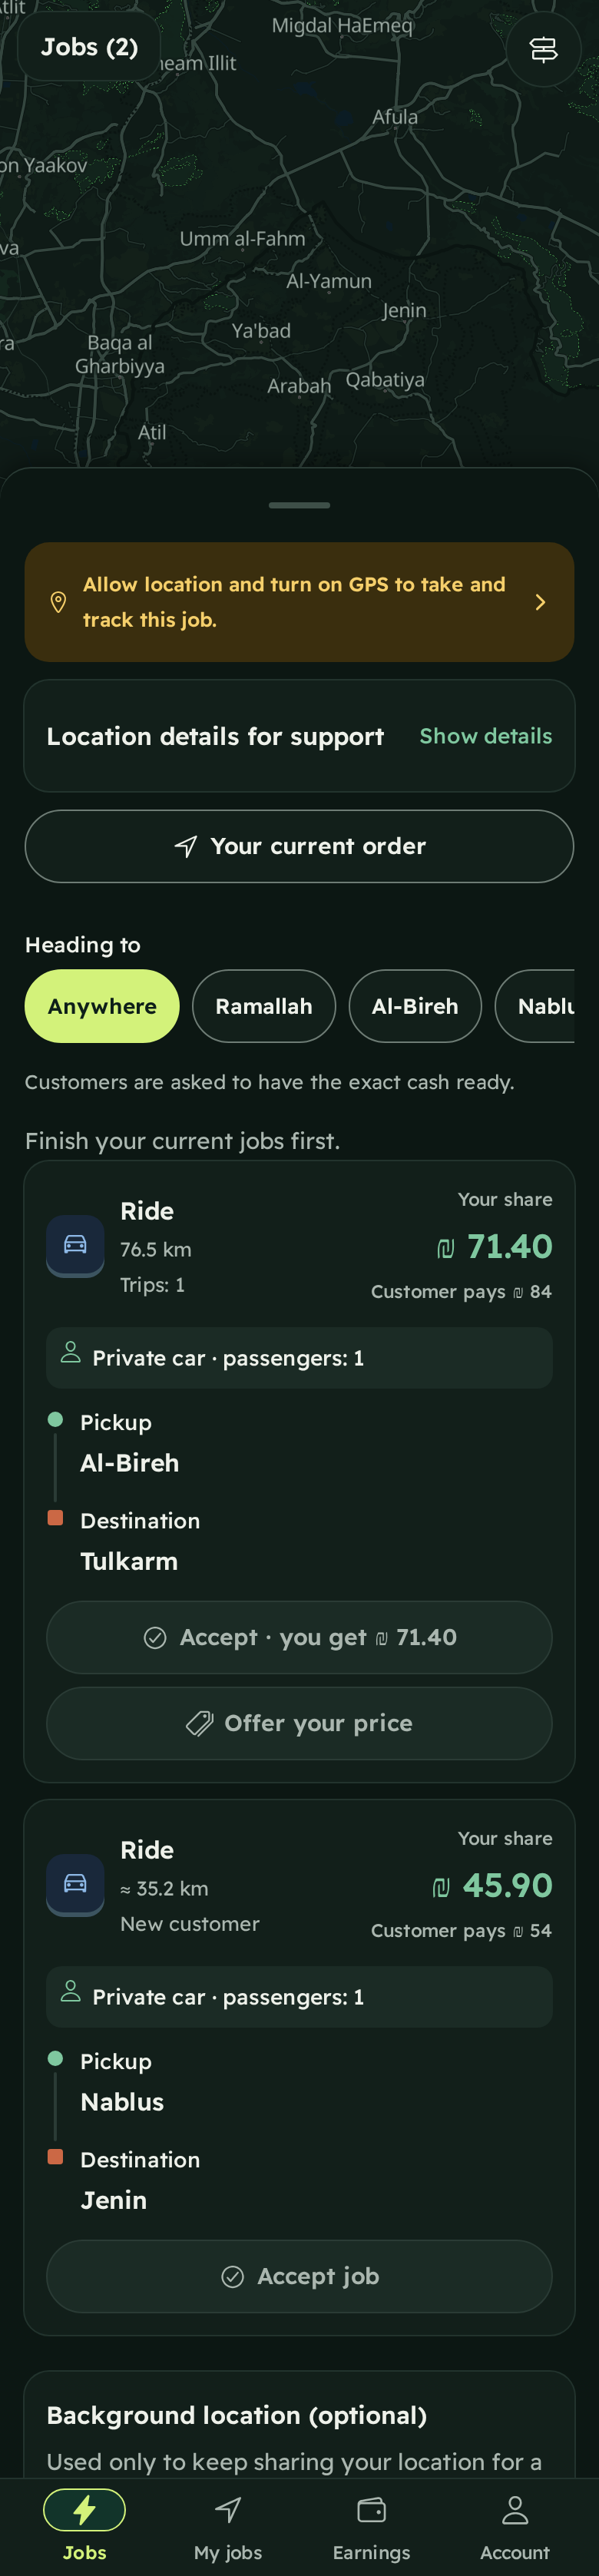 Jobs (2)
Migdal HaEmeq
Illit
Afula
Yaakov
Umm al-Fahm
Al-Yamun
Jenin
Ya'bad
Baqa al
Gharbiyya
Arabah
Qabatiya
Atil
Allow location and turn on GPS to take and
track this job.
Location details for support
Show details
Your current order
Heading to
Anywhere
Ramallah
Al-Bireh
Customers are asked to have the exact cash ready.
Finish your current jobs first.
Ride
Your share
76.5 km
₪ 71.40
Trips: 1
Customer pays ₪ 84
Private car · passengers: 1
Pickup
Al-Bireh
Destination
Tulkarm
Accept · you get ₪ 71.40
Offer your price
Ride
Your share
≈ 35.2 km
₪ 45.90
New customer
Customer pays ₪ 54
Private car · passengers: 1
Pickup
Nablus
Destination
Jenin
Accept job
Background location (optional)
Used only to keep sharing your location for a
Jobs
My jobs
Earnings
Account